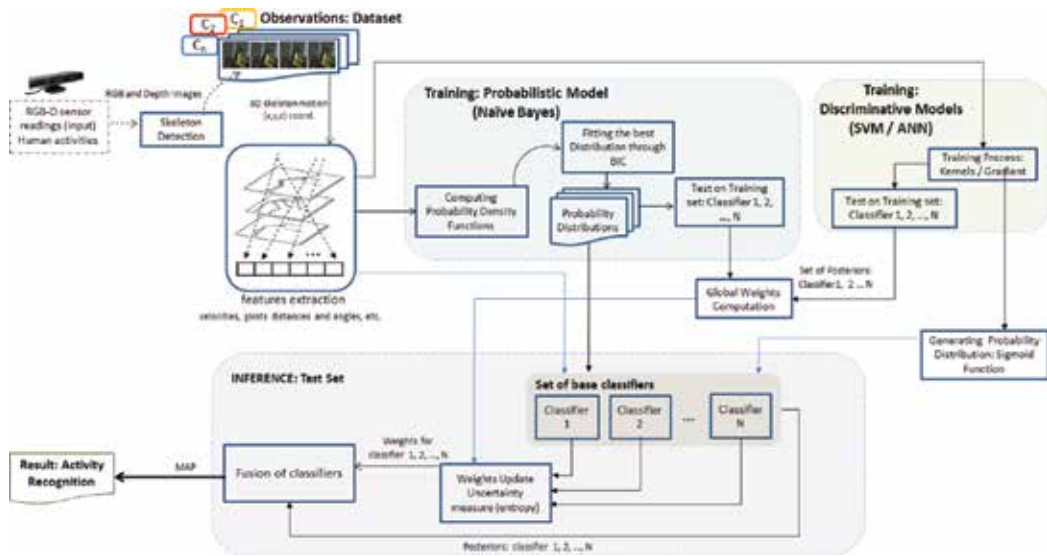 C1
C2
Cn
Observations: Dataset
RGB and Depth Images
RGB-D sensor
readings (input)
Human activities
Skeleton
Detection
3D Skeleton motion
(x,y,z) coord.
features extraction
velocities, joints distances and angles, etc.
Training: Probabilistic Model
(Naïve Bayes)
Fitting the best
Distribution through
BIC
Computing
Probability Density
Functions
Probability
Distributions
Test on Training
set: Classifier 1, 2,
..., N
Training:
Discriminative Models
(SVM / ANN)
Training Process:
Kernels / Gradient
Test on Training set:
Classifier 1, 2, ..., N
Set of Posteriors:
Classifier1, 2 ... N
Global Weights
Computation
Generating Probability
Distribution: Sigmoid
Function
INFERENCE: Test Set
Set of base classifiers
Classifier
1
Classifier
2
...
Classifier
N
Weights for
classifier 1, 2, ..., N
Fusion of classifiers
Weights Update
Uncertainty
measure (entropy)
MAP
Result: Activity
Recognition
Posteriors: classifier 1, 2, ..., N